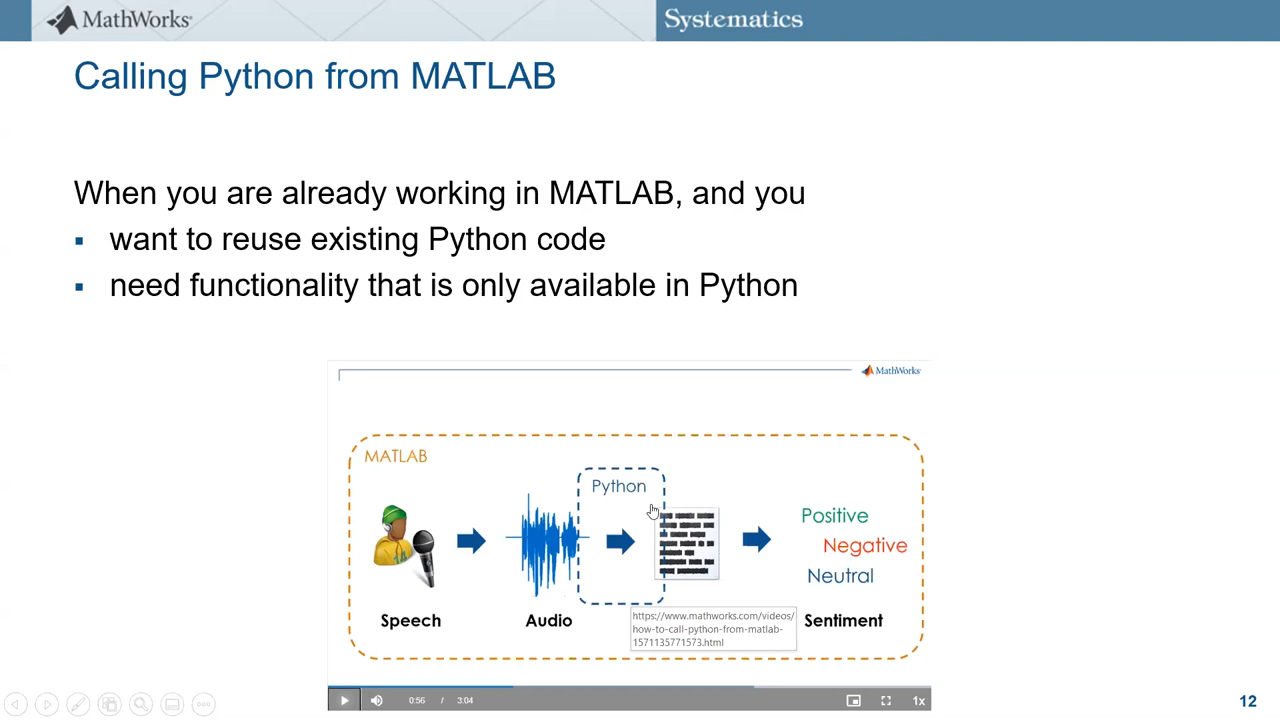 MathWorks
Systematics
Calling Python from MATLAB
When you are already working in MATLAB, and you
▪ want to reuse existing Python code
▪ need functionality that is only available in Python
MathWorks
MATLAB
Python
Positive
Negative
Neutral
Speech
Audio
Sentiment
https://www.mathworks.com/videos/
how-to-call-python-from-matlab-
1571135771573.html
0:56 / 3:04
1x
12